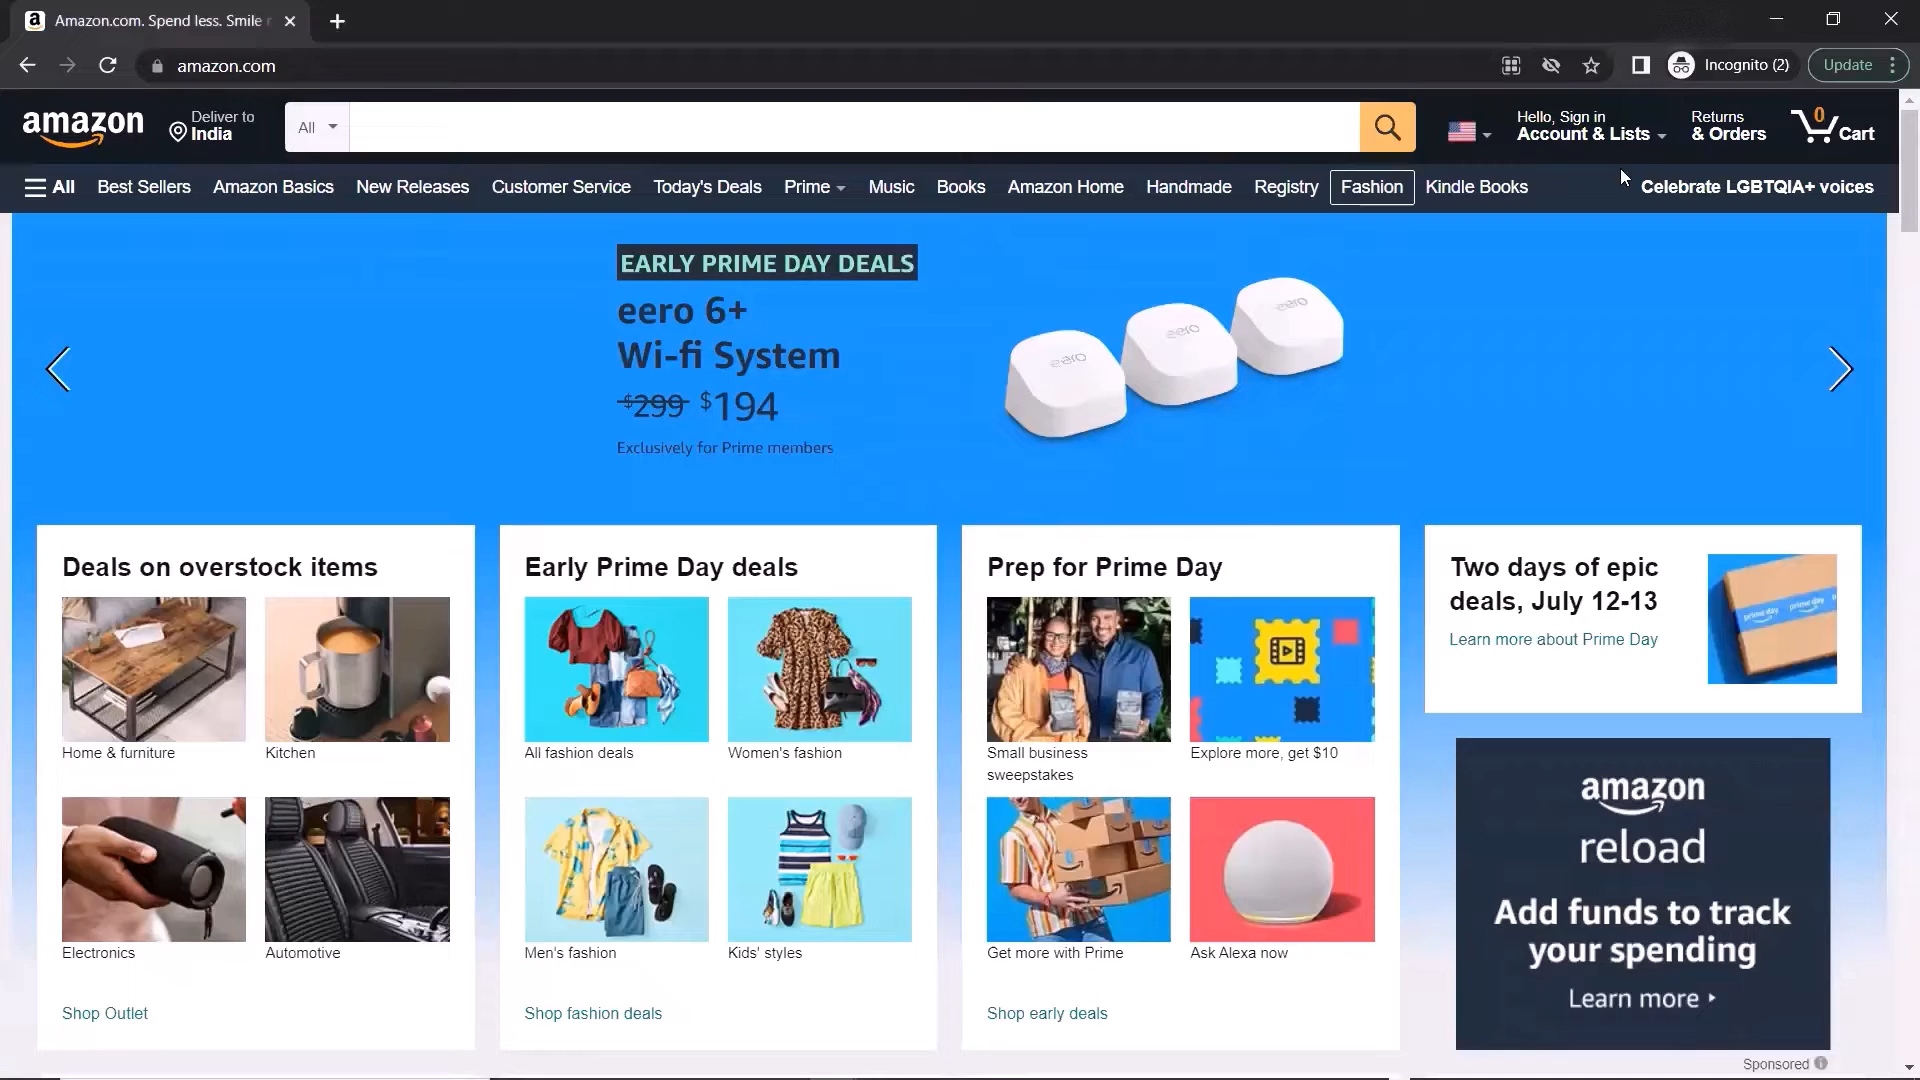 Amazon.com. Spend less. Smile
amazon.com
Incognito (2)
Update
amazon
Deliver to
India
All
Hello, Sign in
Account & Lists
Returns
& Orders
0
Cart
All
Best Sellers
Amazon Basics
New Releases
Customer Service
Today's Deals
Prime
Music
Books
Amazon Home
Handmade
Registry
Fashion
Kindle Books
Celebrate LGBTQIA+ voices
EARLY PRIME DAY DEALS
eero 6+
Wi-fi System
$299 $194
Exclusively for Prime members
eero
eero
eero
Deals on overstock items
Home & furniture
Kitchen
Electronics
Automotive
Shop Outlet
Early Prime Day deals
All fashion deals
Women's fashion
Men's fashion
Kids' styles
Shop fashion deals
Prep for Prime Day
Small business
sweepstakes
Explore more, get $10
Get more with Prime
Ask Alexa now
Shop early deals
Two days of epic
deals, July 12-13
Learn more about Prime Day
prime day prime day
amazon
reload
Add funds to track
your spending
Learn more
Sponsored